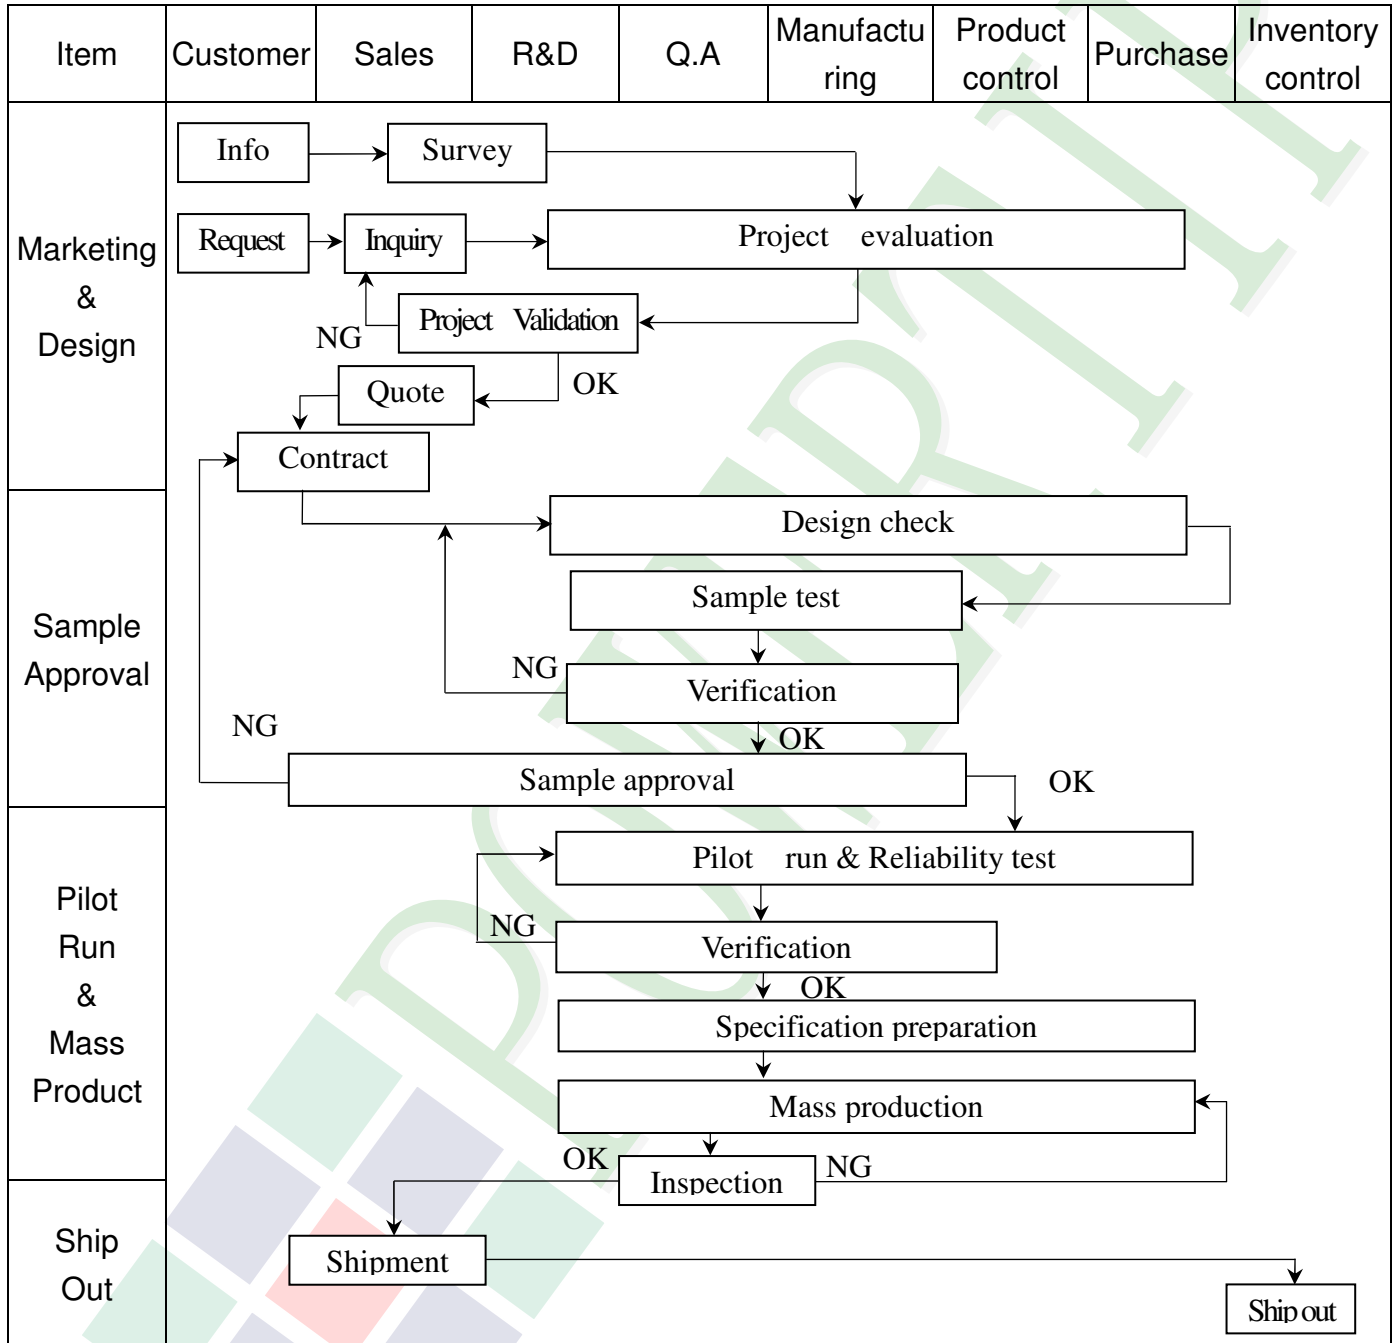 Item
Customer
Sales
R&D
Q.A
Manufactu
ring
Product
control
Purchase
Inventory
control
Marketing
&
Design
Info
Survey
Request
Inquiry
Project evaluation
NG
Project Validation
Quote
OK
Contract
Sample
Approval
Design check
Sample test
NG
Verification
NG
OK
Sample approval
OK
Pilot
Run
&
Mass
Product
Pilot run & Reliability test
NG
Verification
OK
Specification preparation
Mass production
OK
Inspection
NG
Ship
Out
Shipment
Ship out
POWERTIP